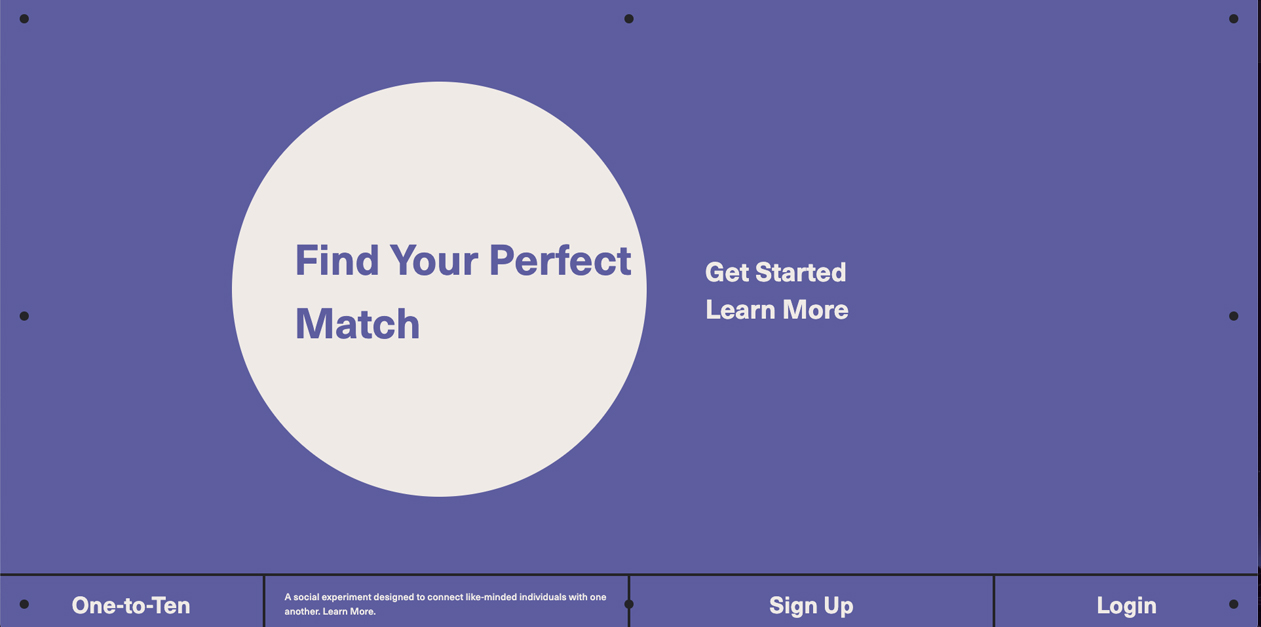 Find Your Perfect
Match
Get Started
Learn More
One-to-Ten
A social experiment designed to connect like-minded individuals with one
another. Learn More.
Sign Up
Login